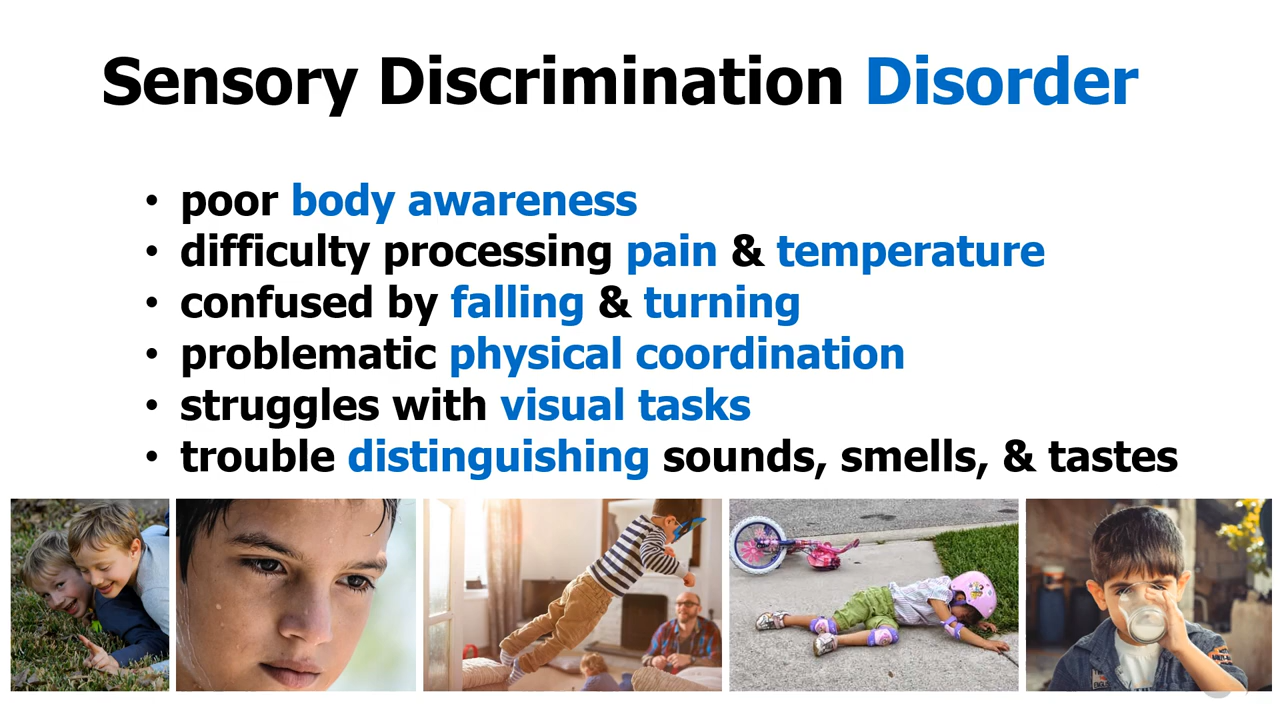 Sensory Discrimination Disorder
• poor body awareness
• difficulty processing pain & temperature
• confused by falling & turning
• problematic physical coordination
• struggles with visual tasks
• trouble distinguishing sounds, smells, & tastes